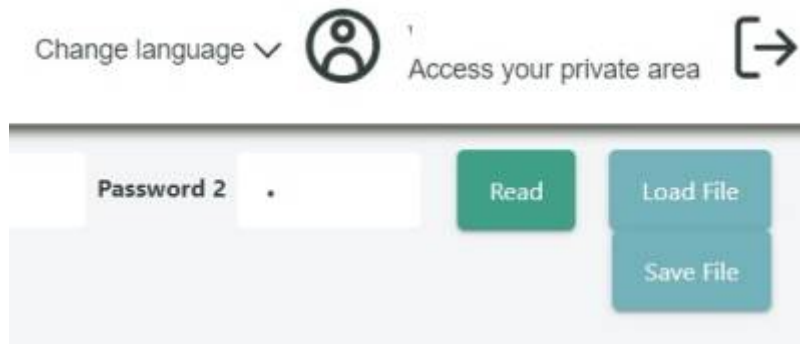 Change language
Access your private area
Password 2 .
Read
Load File
Save File